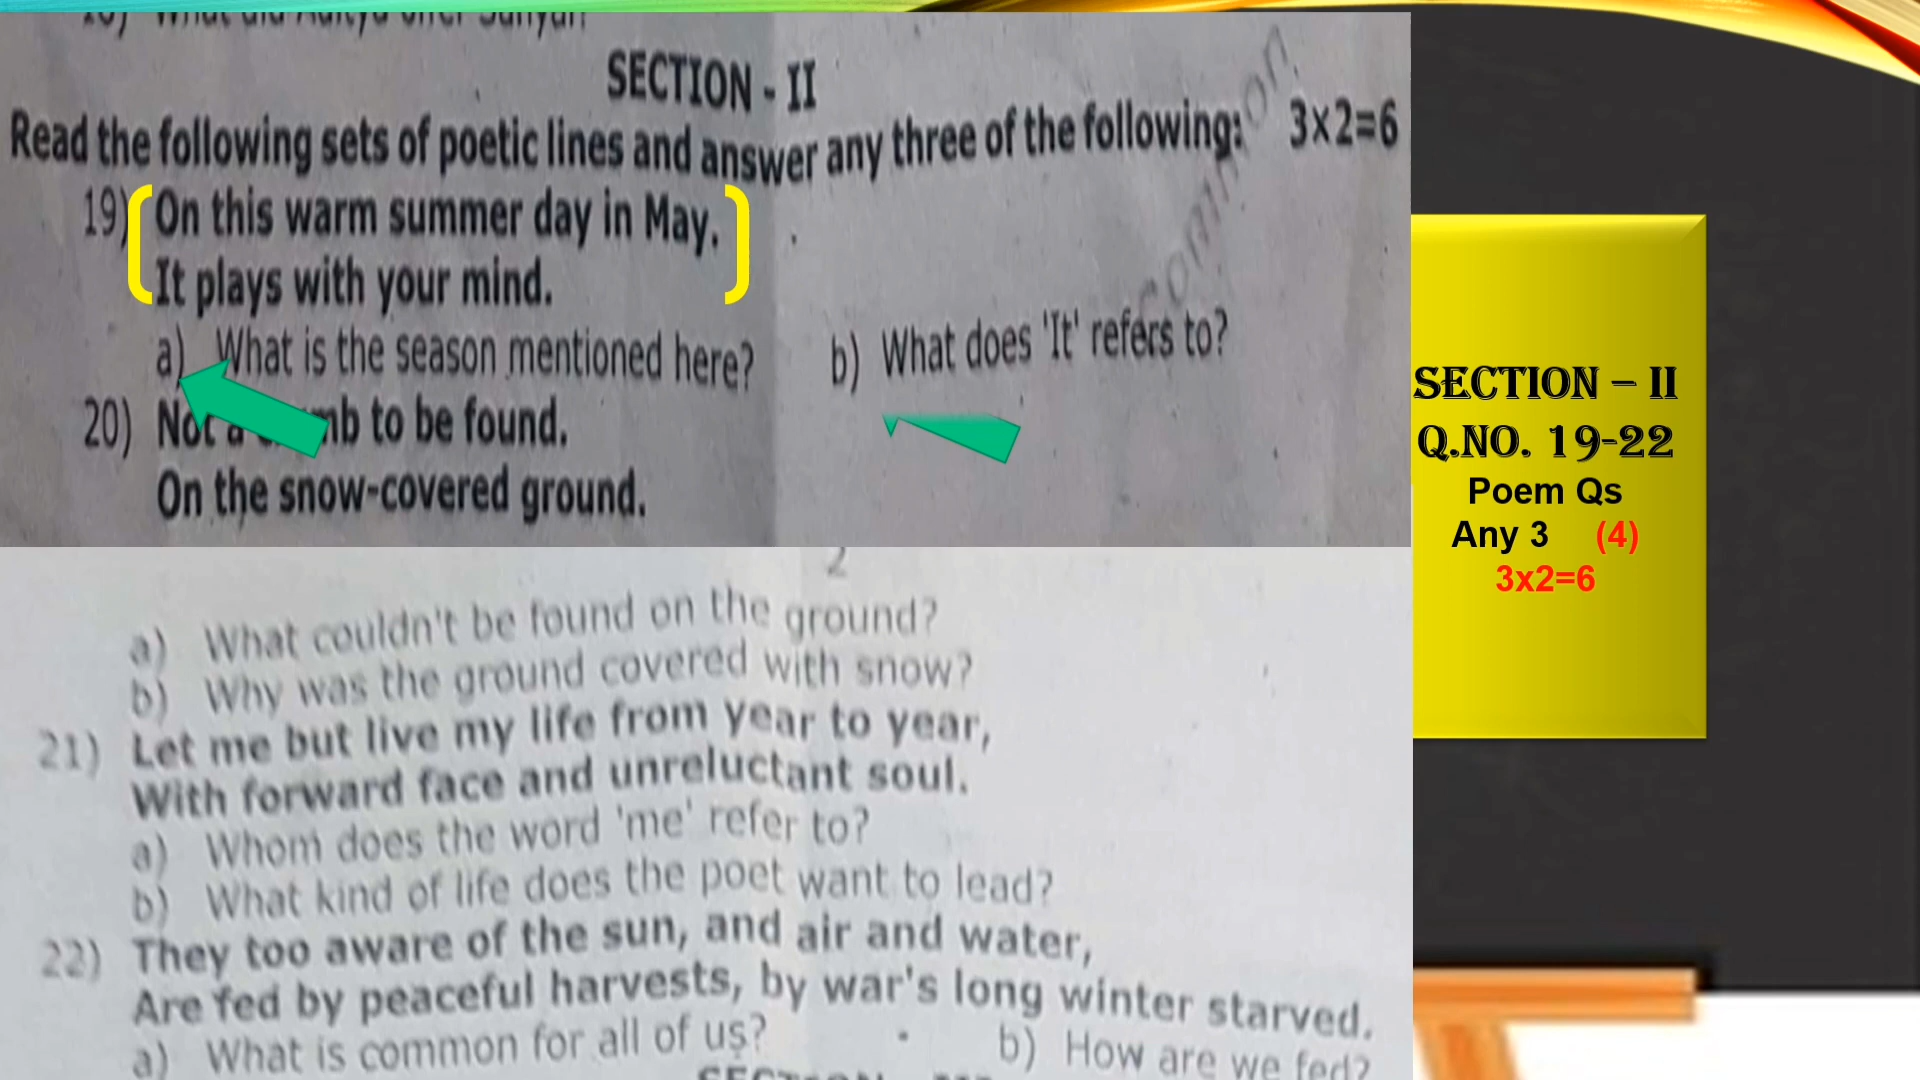 SECTION - II
Read the following sets of poetic lines and answer any three of the following: 3x2=6
19) On this warm summer day in May.
It plays with your mind.
a) What is the season mentioned here? b) What does 'It' refers to?
20) Not a to be found.
On the snow-covered ground.
2
a) What couldn't be found on the ground?
b) Why was the ground covered with snow?
21) Let me but live my life from year to year,
With forward face and unreluctant soul.
a) Whom does the word 'me' refer to?
b) What kind of life does the poet want to lead?
22) They too aware of the sun, and air and water,
Are fed by peaceful harvests, by war's long winter starved.
a) What is common for all of us? b) How are we fed?
common
SECTION – II
Q.NO. 19-22
Poem Qs
Any 3 (4)
3x2=6